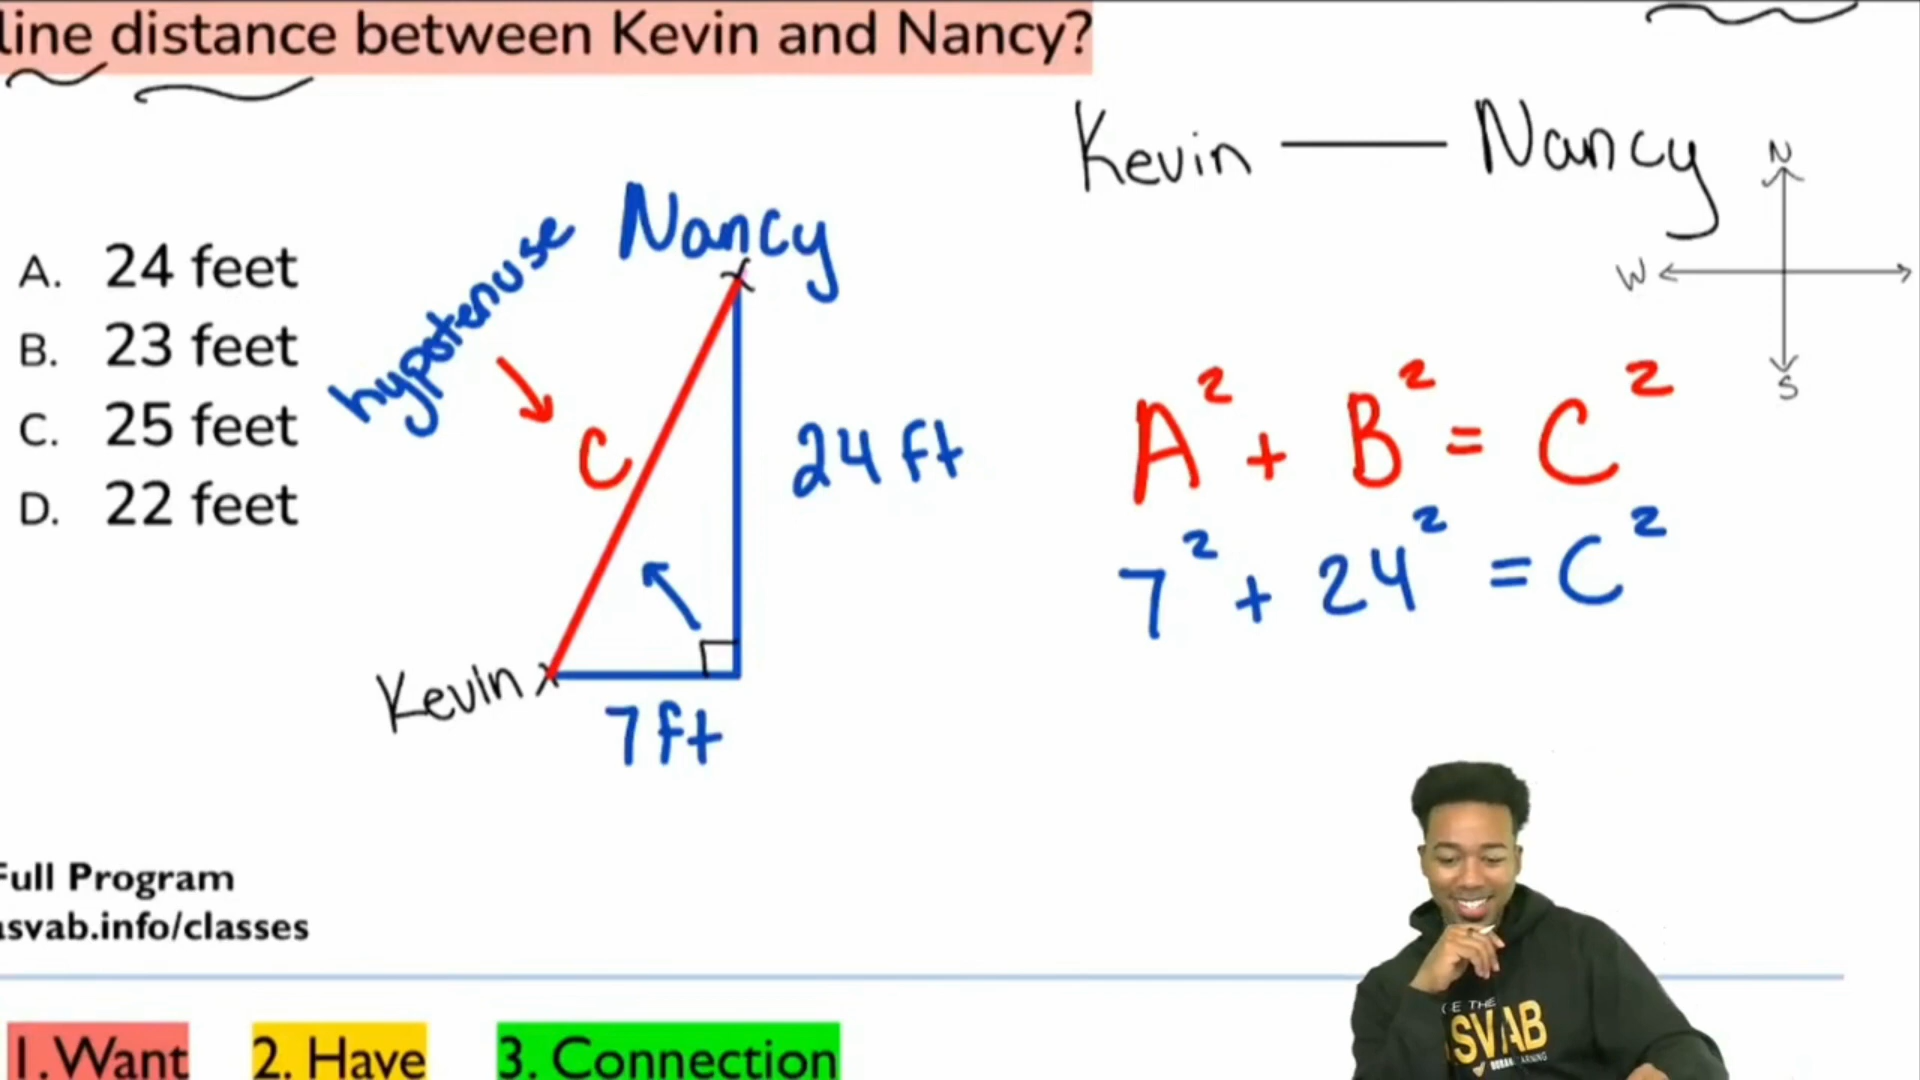 line distance between Kevin and Nancy?
Kevin — Nancy
N
W
S
A. 24 feet
B. 23 feet
C. 25 feet
D. 22 feet
hypotenuse
Nancy
C
24 ft
Kevin
7 ft
A² + B² = C²
7² + 24² = C²
Full Program
asvab.info/classes
1. Want 2. Have 3. Connection
THE
SVAB